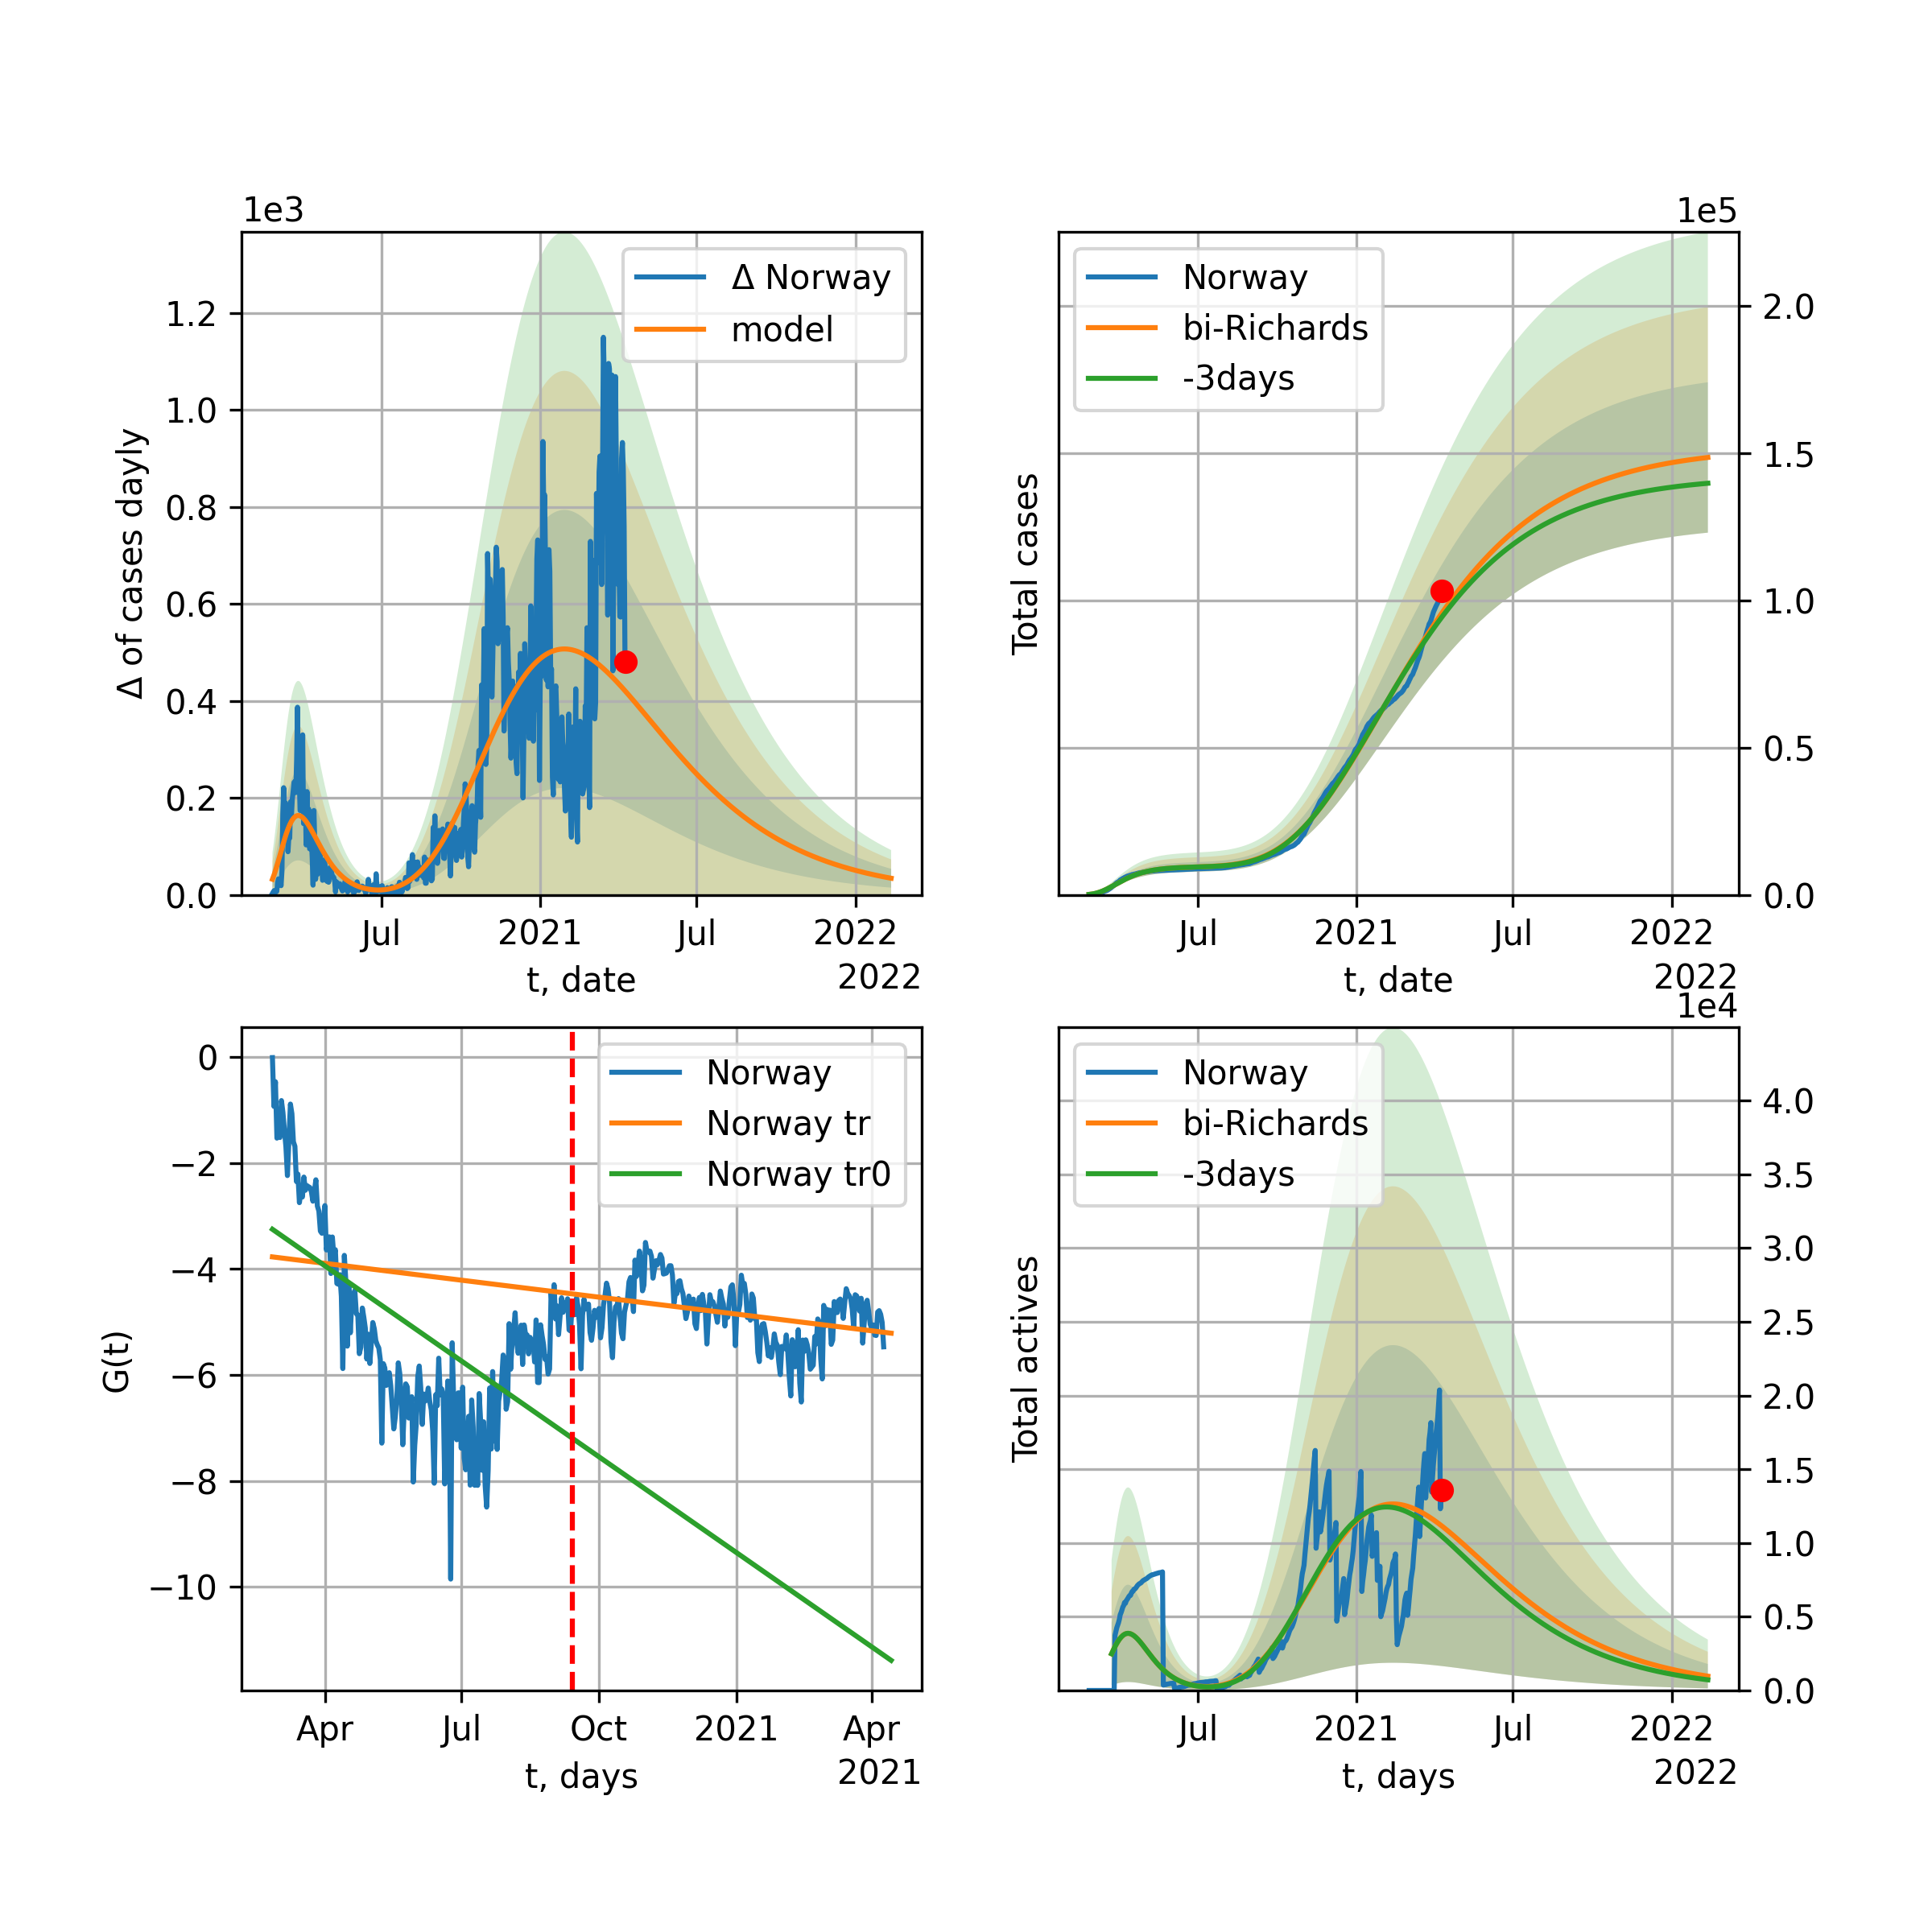 1e3
Δ of cases dayly
1.2
1.0
0.8
0.6
0.4
0.2
0.0
Δ Norway
model
Jul 2021 Jul 2022
t, date 2022
1e5
Total cases
Norway
bi-Richards
-3days
2.0
1.5
1.0
0.5
0.0
Jul 2021 Jul 2022
t, date 2022
G(t)
0
−2
−4
−6
−8
−10
Norway
Norway tr
Norway tr0
Apr Jul Oct 2021 Apr
t, days 2021
1e4
Total actives
Norway
bi-Richards
-3days
4.0
3.5
3.0
2.5
2.0
1.5
1.0
0.5
0.0
Jul 2021 Jul 2022
t, days 2022